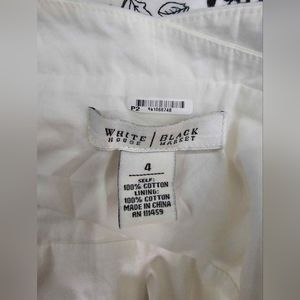 P2
WHITE | BLACK
HOUSE | MARKET
4
SELF:
100% COTTON
LINING:
100% COTTON
MADE IN CHINA
RN 111459